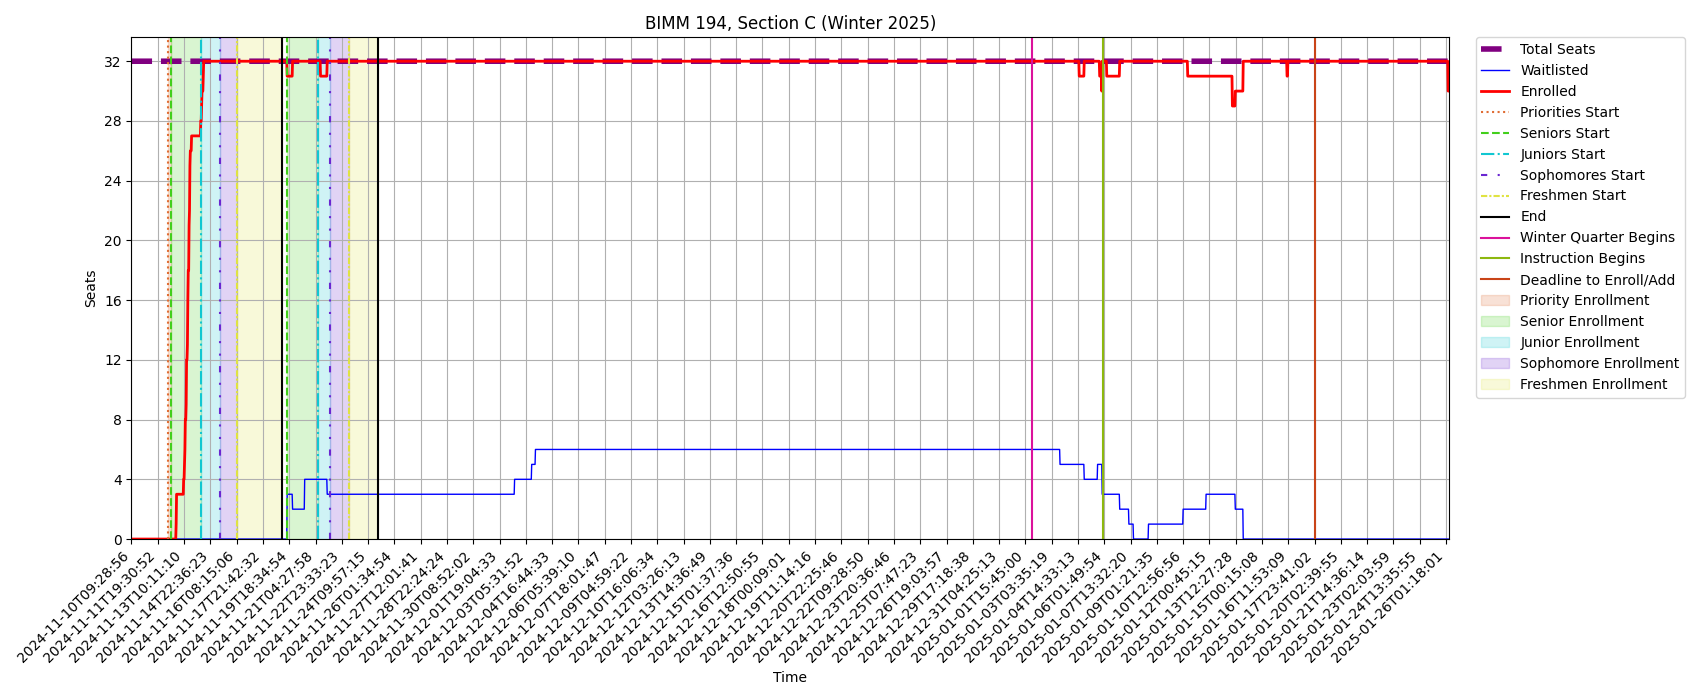 BIMM 194, Section C (Winter 2025)
Seats
32
28
24
20
16
12
8
4
0
2024-11-10T09:28:56
2024-11-11T19:30:52
2024-11-13T10:11:10
2024-11-14T22:36:23
2024-11-16T08:15:06
2024-11-17T21:42:32
2024-11-19T18:34:54
2024-11-21T04:27:58
2024-11-22T23:33:23
2024-11-24T09:57:15
2024-11-26T01:34:54
2024-11-27T12:01:41
2024-11-28T22:24:24
2024-11-30T08:52:02
2024-12-01T19:04:33
2024-12-03T05:31:52
2024-12-04T16:44:33
2024-12-06T05:39:10
2024-12-07T18:01:47
2024-12-09T04:59:22
2024-12-10T16:06:34
2024-12-12T03:26:13
2024-12-13T14:36:49
2024-12-15T01:37:36
2024-12-16T12:50:55
2024-12-18T00:09:01
2024-12-19T11:14:16
2024-12-20T22:25:46
2024-12-22T09:28:50
2024-12-23T20:36:46
2024-12-25T07:47:23
2024-12-26T19:03:57
2024-12-29T17:18:38
2024-12-31T04:25:13
2025-01-01T15:45:00
2025-01-03T03:35:19
2025-01-04T14:33:13
2025-01-06T01:49:54
2025-01-07T13:32:20
2025-01-09T01:21:35
2025-01-10T12:56:56
2025-01-12T00:45:15
2025-01-13T12:27:28
2025-01-15T00:15:08
2025-01-16T11:53:09
2025-01-17T23:41:02
2025-01-20T02:39:55
2025-01-21T14:36:14
2025-01-23T02:03:59
2025-01-24T13:35:55
2025-01-26T01:18:01
Time
Total Seats
Waitlisted
Enrolled
Priorities Start
Seniors Start
Juniors Start
Sophomores Start
Freshmen Start
End
Winter Quarter Begins
Instruction Begins
Deadline to Enroll/Add
Priority Enrollment
Senior Enrollment
Junior Enrollment
Sophomore Enrollment
Freshmen Enrollment